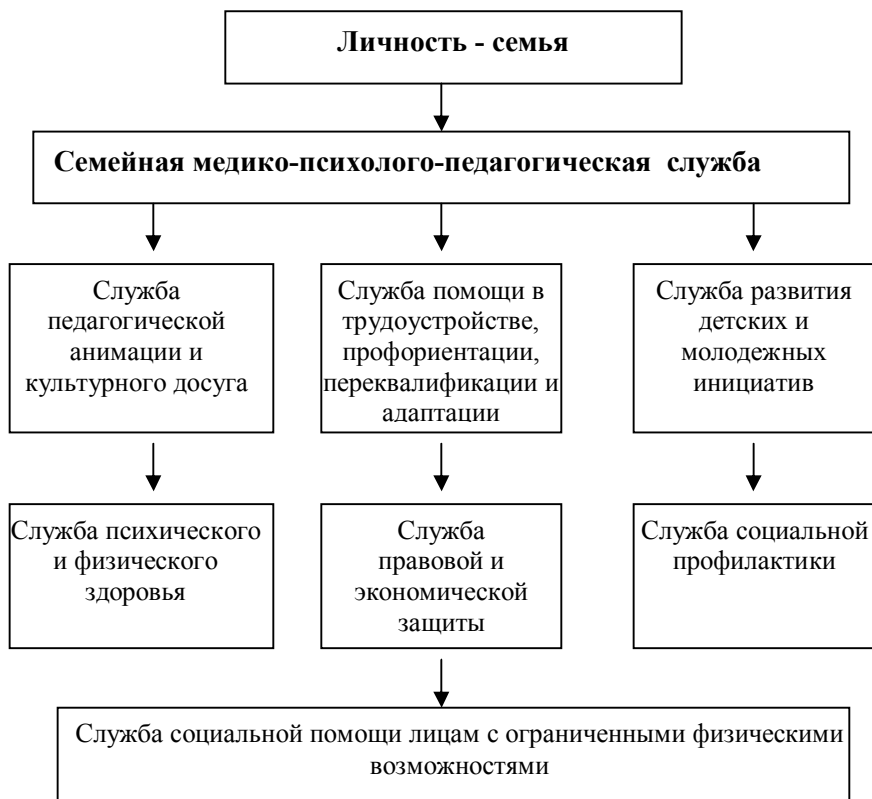 Личность - семья
Семейная медико-психолого-педагогическая служба
Служба
педагогической
анимации и
культурного досуга
Служба помощи в
трудоустройстве,
профориентации,
переквалификации и
адаптации
Служба развития
детских и
молодежных
инициатив
Служба психического
и физического
здоровья
Служба
правовой и
экономической
защиты
Служба социальной
профилактики
Служба социальной помощи лицам с ограниченными физическими
возможностями